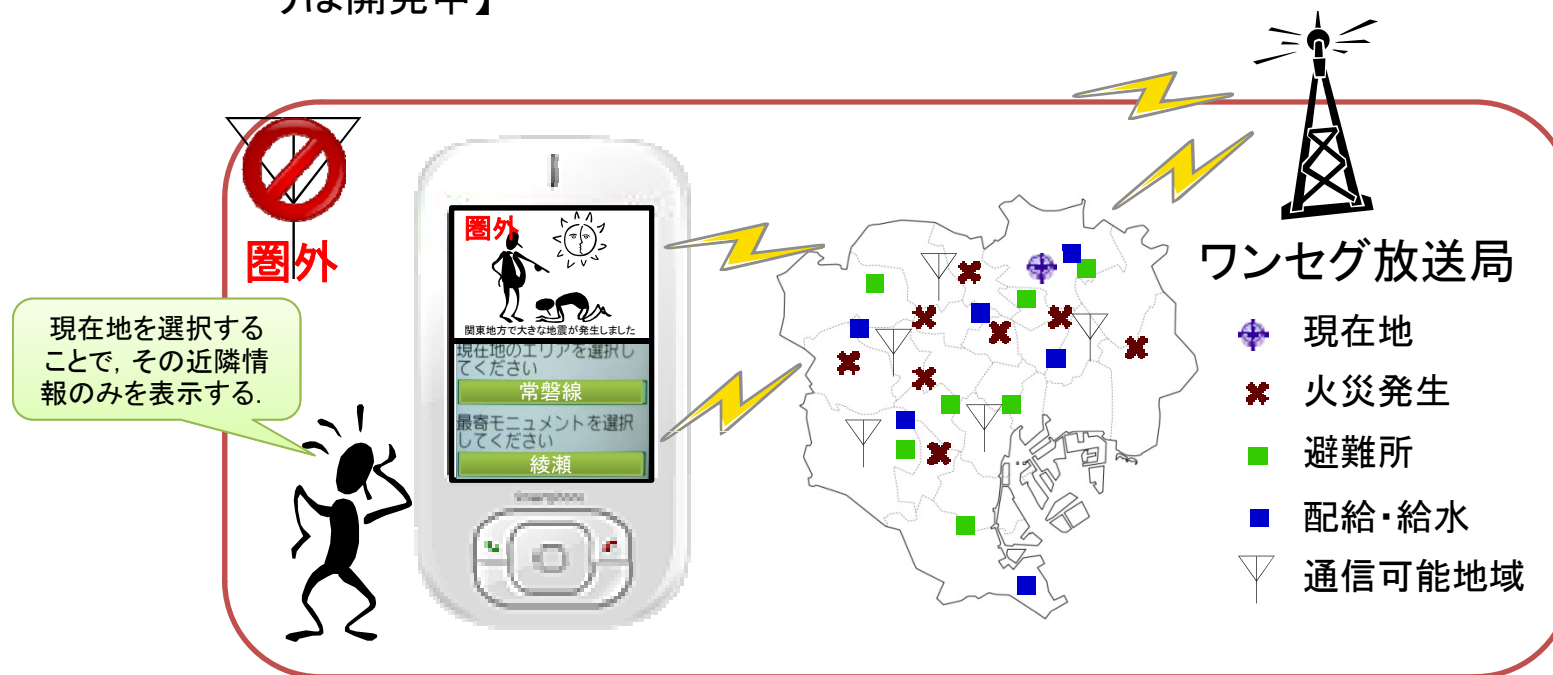 開発中】
圏外
現在地を選択する
ことで, その近隣情
報のみを表示する.
圏外
関東地方で大きな地震が発生しました
現在地のエリアを選択し
てください
常磐線
最寄モニュメントを選択
してください
綾瀬
ワンセグ放送局
現在地
火災発生
避難所
配給・給水
通信可能地域